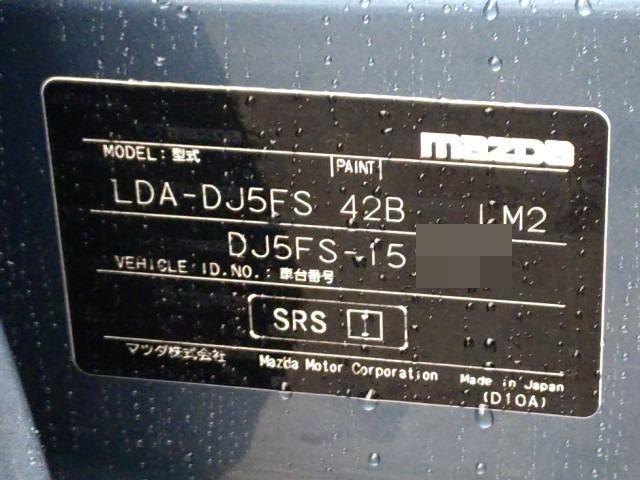 mazda
MODEL:型式 PAINT
LDA-DJ5FS 42B LM2
DJ5FS-15
VEHICLE ID.NO.:車台番号
SRS
マツダ株式会社 Mazda Motor Corporation Made in Japan
(D10A)